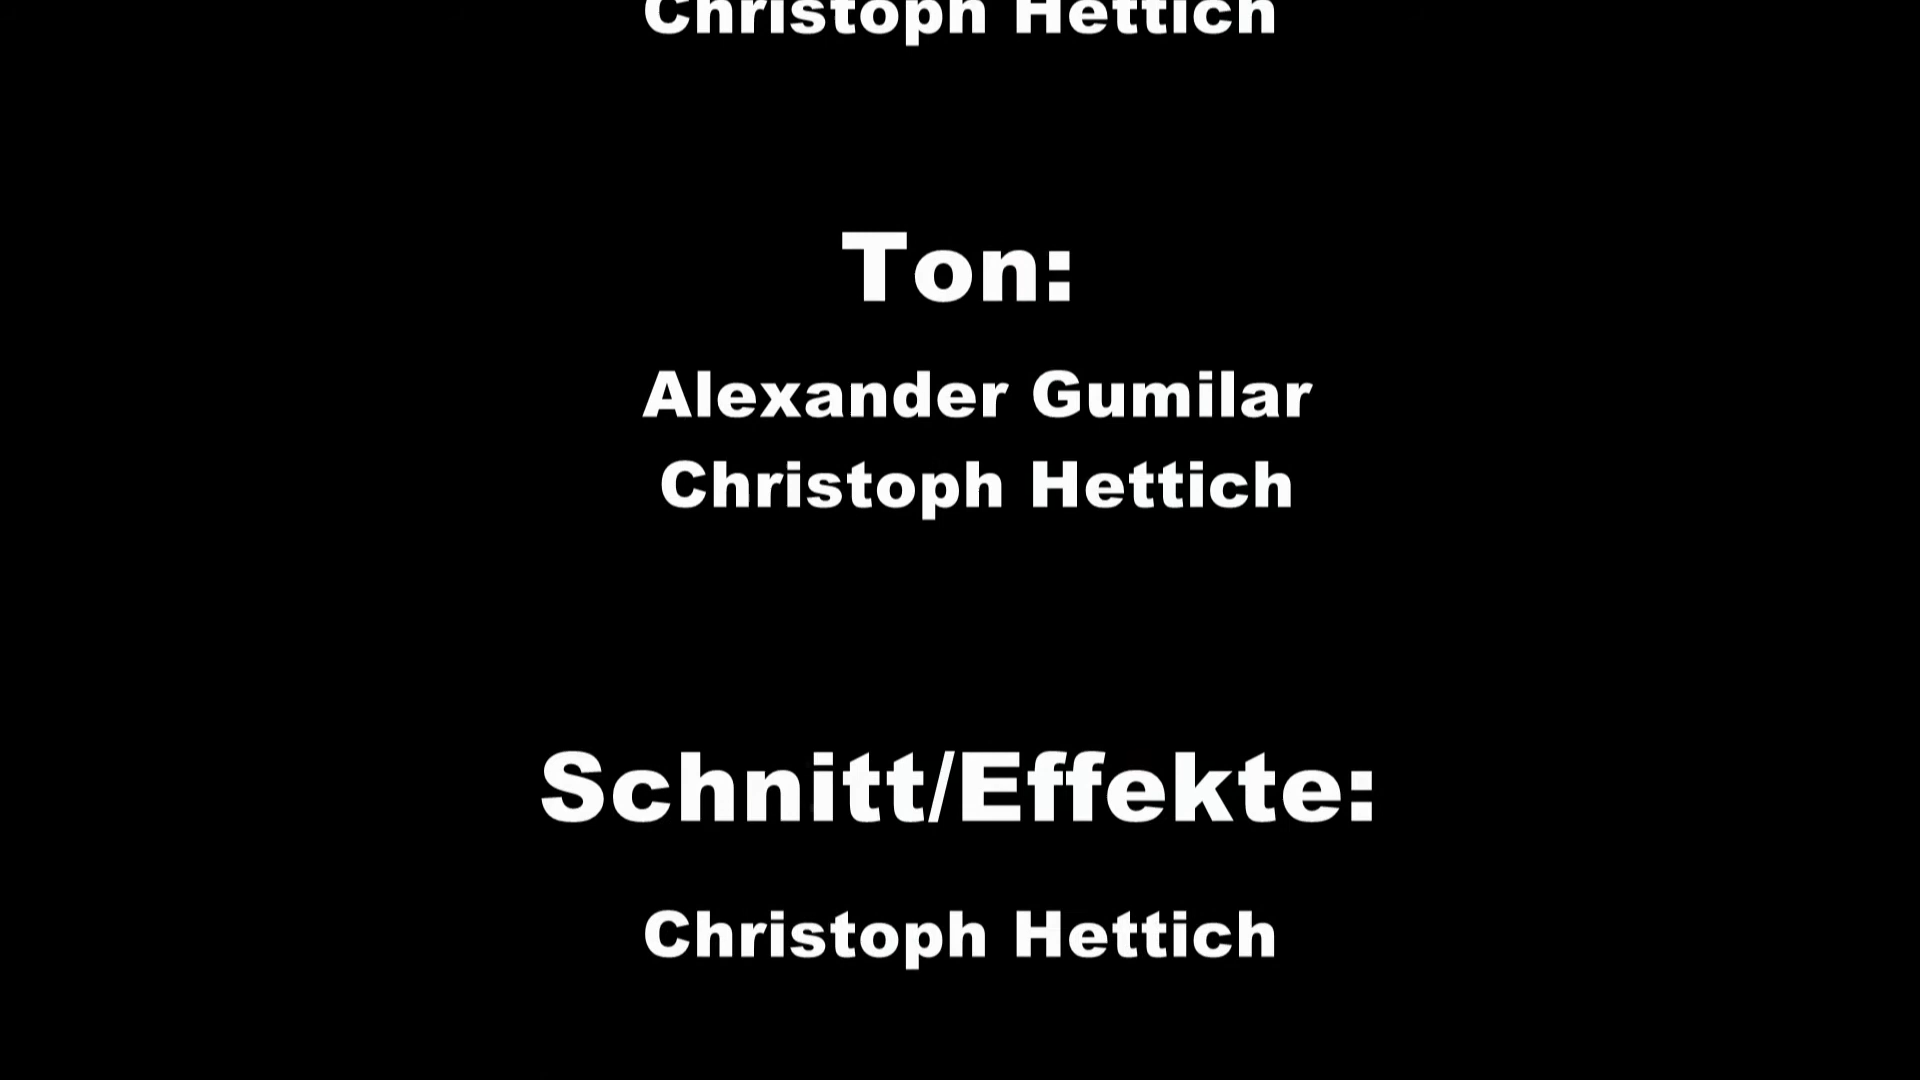 Christoph Hettich
Ton:
Alexander Gumilar
Christoph Hettich
Schnitt/Effekte:
Christoph Hettich